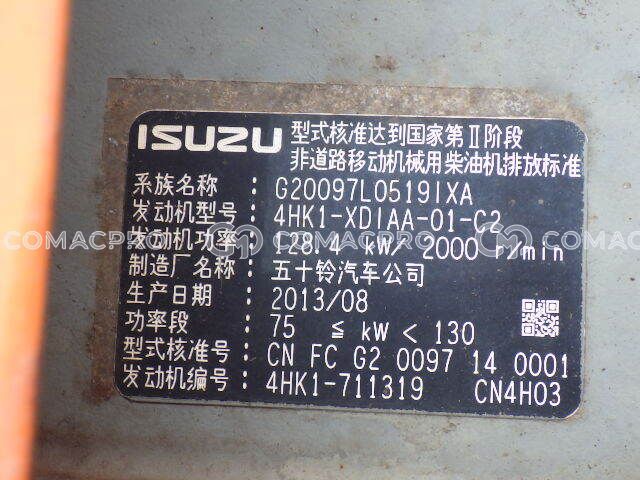 ISUZU 型式核准达到国家第Ⅱ阶段
非道路移动机械用柴油机排放标准
系族名称 : G20097L0519IXA
发动机型号: 4HK1-XDIAA-01-C2
发动机功率: 128.4 kW/ 2000 r/min
制造厂名称: 五十铃汽车公司
生产日期 : 2013/08
功率段 : 75 ≦ kW < 130
型式核准号: CN FC G2 0097 14 0001
发动机编号: 4HK1-711319 CN4H03
COMACPRO COMACPRO COMACPRO